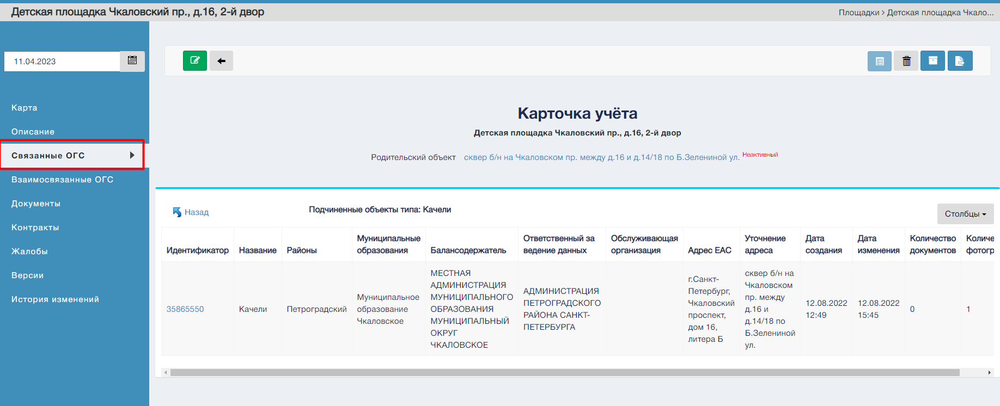 Детская площадка Чкаловский пр., д.16, 2-й двор
Площадки > Детская площадка Чкало...
11.04.2023
Карта
Описание
Связанные ОГС
Взаимосвязанные ОГС
Документы
Контракты
Жалобы
Версии
История изменений
Карточка учёта
Детская площадка Чкаловский пр., д.16, 2-й двор
Родительский объект сквер б/н на Чкаловском пр. между д.16 и д.14/18 по Б.Зелениной ул. Неактивный
Назад
Подчиненные объекты типа: Качели
Столбцы
Идентификатор
Название
Районы
Муниципальные
образования
Балансодержатель
Ответственный за
ведение данных
Обслуживающая
организация
Адрес ЕАС
Уточнение
адреса
Дата
создания
Дата
изменения
Количество
документов
Количе
фотогр
35865550
Качели
Петроградский
Муниципальное
образование
Чкаловское
МЕСТНАЯ
АДМИНИСТРАЦИЯ
МУНИЦИПАЛЬНОГО
ОБРАЗОВАНИЯ
МУНИЦИПАЛЬНЫЙ
ОКРУГ
ЧКАЛОВСКОЕ
АДМИНИСТРАЦИЯ
ПЕТРОГРАДСКОГО
РАЙОНА САНКТ-
ПЕТЕРБУРГА
г.Санкт-
Петербург,
Чкаловский
проспект,
дом 16,
литера Б
сквер б/н на
Чкаловском
пр. между
д.16 и
д.14/18 по
Б.Зелениной
ул.
12.08.2022
12:49
12.08.2022
15:45
0
1